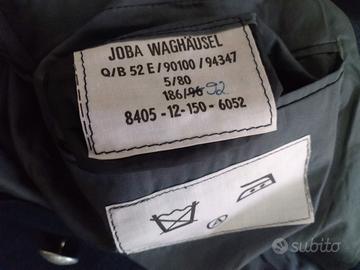 JOBA WAGHÄUSEL
Q/B 52 E/90100/94347
5/80
186/96 92
8405-12-150-6052
A
subito